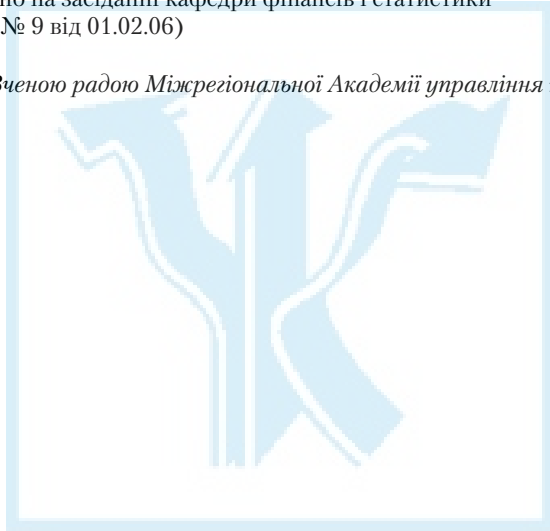 но на засіданні кафедри фінансів і статистики
№ 9 від 01.02.06)
Вченою радою Міжрегіональної Академії управління